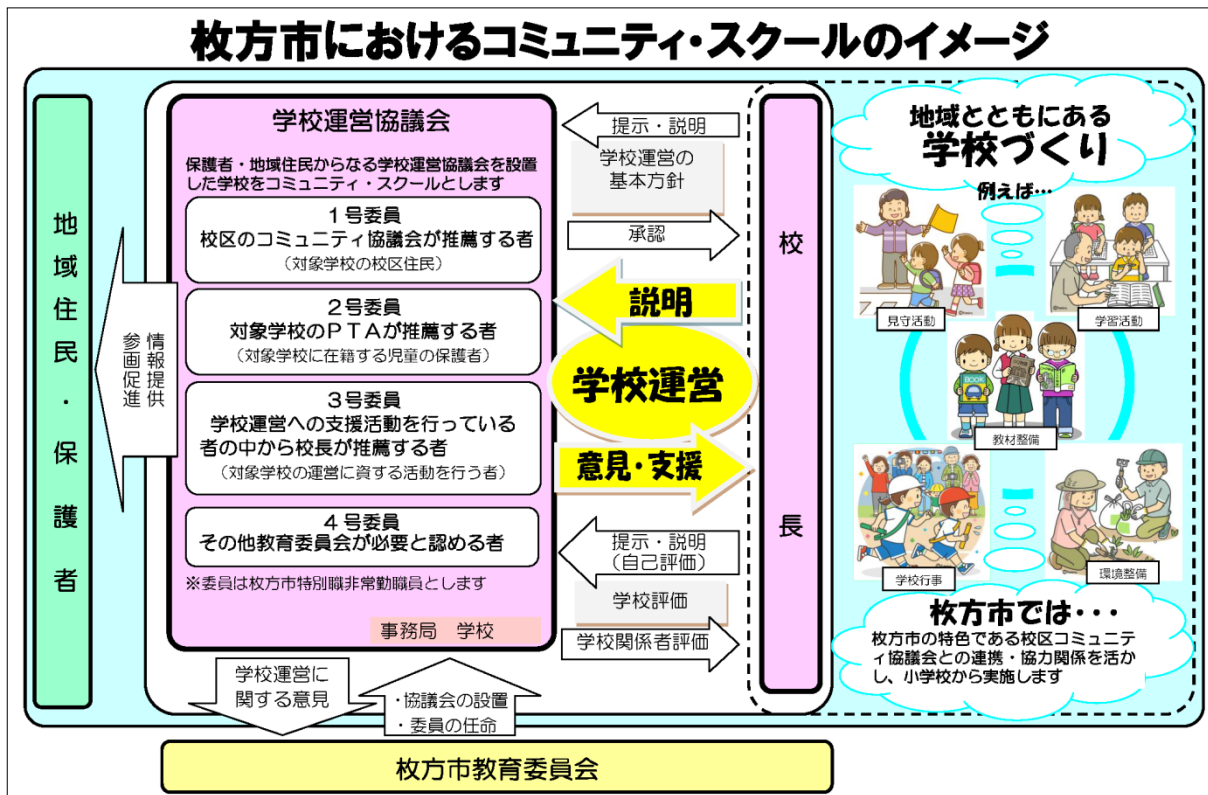 枚方市におけるコミュニティ・スクールのイメージ
地域住民・保護者
情報提供
参画促進
学校運営協議会
保護者・地域住民からなる学校運営協議会を設置
した学校をコミュニティ・スクールとします
1号委員
校区のコミュニティ協議会が推薦する者
（対象学校の校区住民）
2号委員
対象学校のＰＴＡが推薦する者
（対象学校に在籍する児童の保護者）
3号委員
学校運営への支援活動を行っている
者の中から校長が推薦する者
（対象学校の運営に資する活動を行う者）
4号委員
その他教育委員会が必要と認める者
※委員は枚方市特別職非常勤職員とします
事務局　学校
提示・説明
学校運営の
基本方針
承認
説明
学校運営
意見・支援
提示・説明
（自己評価）
学校評価
学校関係者評価
校長
地域とともにある
学校づくり
例えば…
見守活動
学習活動
BOOK
教材整備
学校行事
環境整備
枚方市では・・・
枚方市の特色である校区コミュニティ
協議会との連携・協力関係を活か
し、小学校から実施します
学校運営に
関する意見
・協議会の設置
・委員の任命
枚方市教育委員会